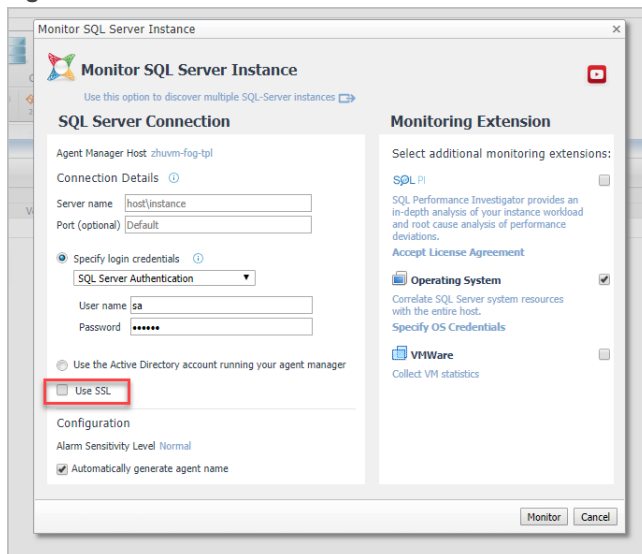 Monitor SQL Server Instance
Monitor SQL Server Instance
Use this option to discover multiple SQL-Server instances
SQL Server Connection
Agent Manager Host zhuvm-fog-tpl
Connection Details
Server name host\instance
Port (optional) Default
Specify login credentials
SQL Server Authentication
User name sa
Password ••••••
Use the Active Directory account running your agent manager
Use SSL
Configuration
Alarm Sensitivity Level Normal
Automatically generate agent name
Monitoring Extension
Select additional monitoring extensions:
SQL PI
SQL Performance Investigator provides an
in-depth analysis of your instance workload
and root cause analysis of performance
deviations.
Accept License Agreement
Operating System
Correlate SQL Server system resources
with the entire host.
Specify OS Credentials
VMWare
Collect VM statistics
Monitor Cancel